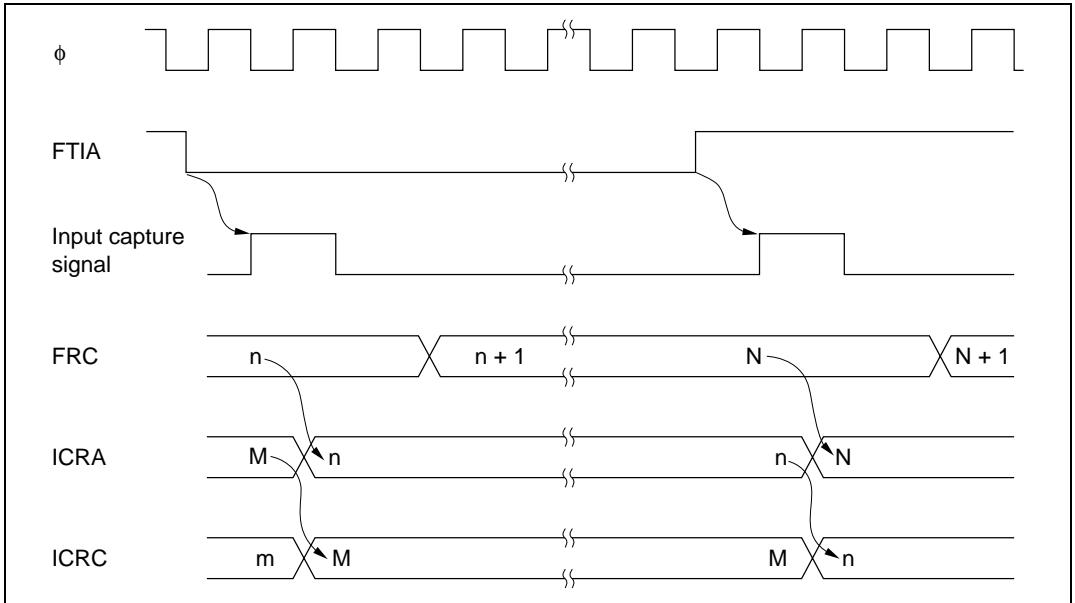 ϕ
FTIA
Input capture
signal
FRC n n + 1 N N + 1
ICRA M n n N
ICRC m M M n